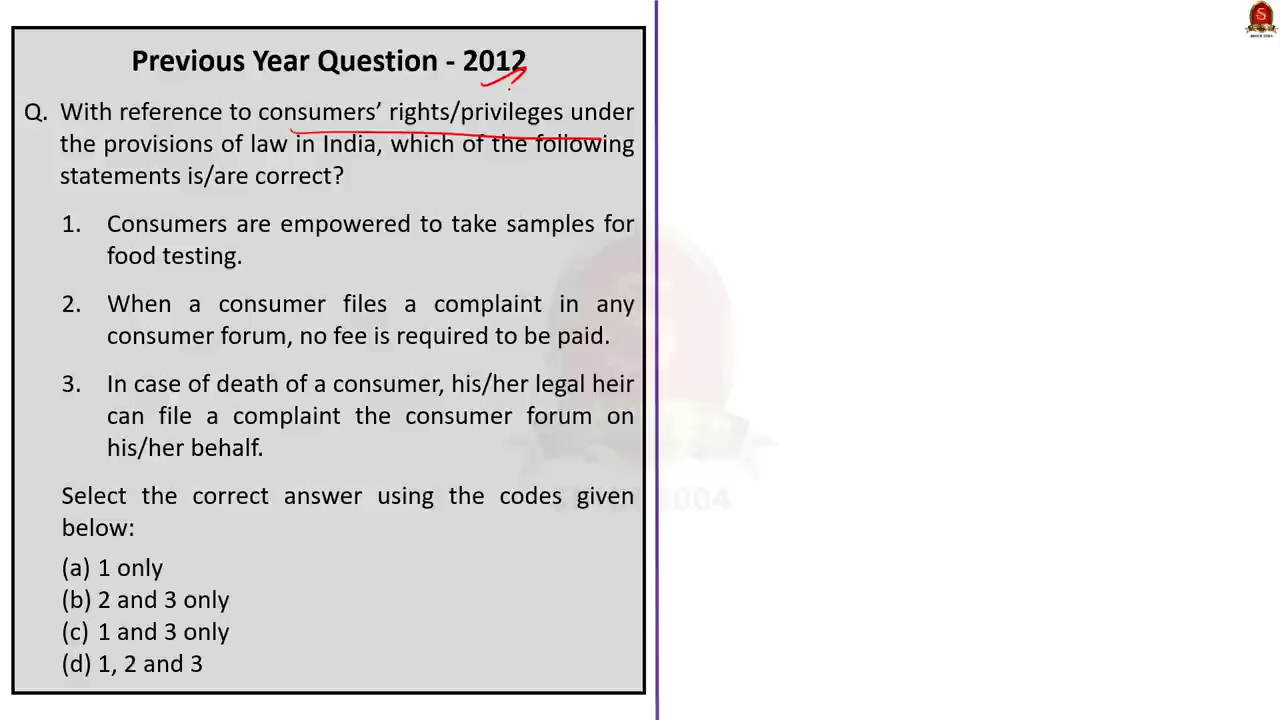 Previous Year Question - 2012
Q. With reference to consumers’ rights/privileges under
the provisions of law in India, which of the following
statements is/are correct?
1. Consumers are empowered to take samples for
food testing.
2. When a consumer files a complaint in any
consumer forum, no fee is required to be paid.
3. In case of death of a consumer, his/her legal heir
can file a complaint the consumer forum on
his/her behalf.
Select the correct answer using the codes given
below:
(a) 1 only
(b) 2 and 3 only
(c) 1 and 3 only
(d) 1, 2 and 3
SINCE 2004